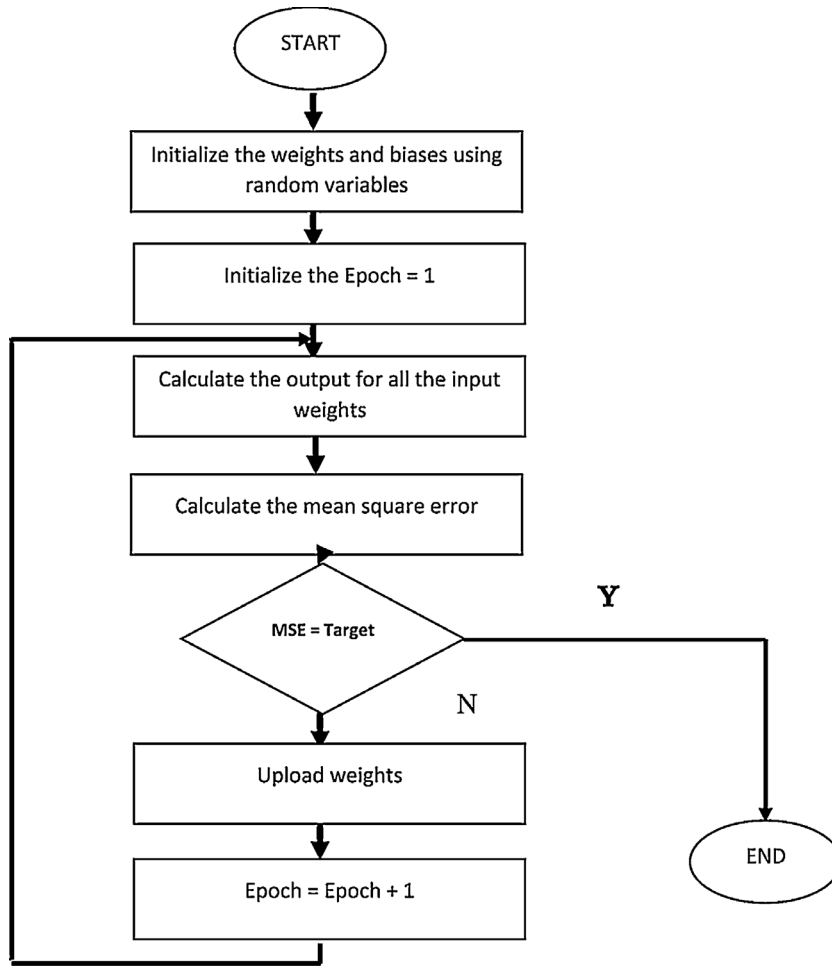 START
Initialize the weights and biases using
random variables
Initialize the Epoch = 1
Calculate the output for all the input
weights
Calculate the mean square error
MSE = Target
Y
N
Upload weights
Epoch = Epoch + 1
END